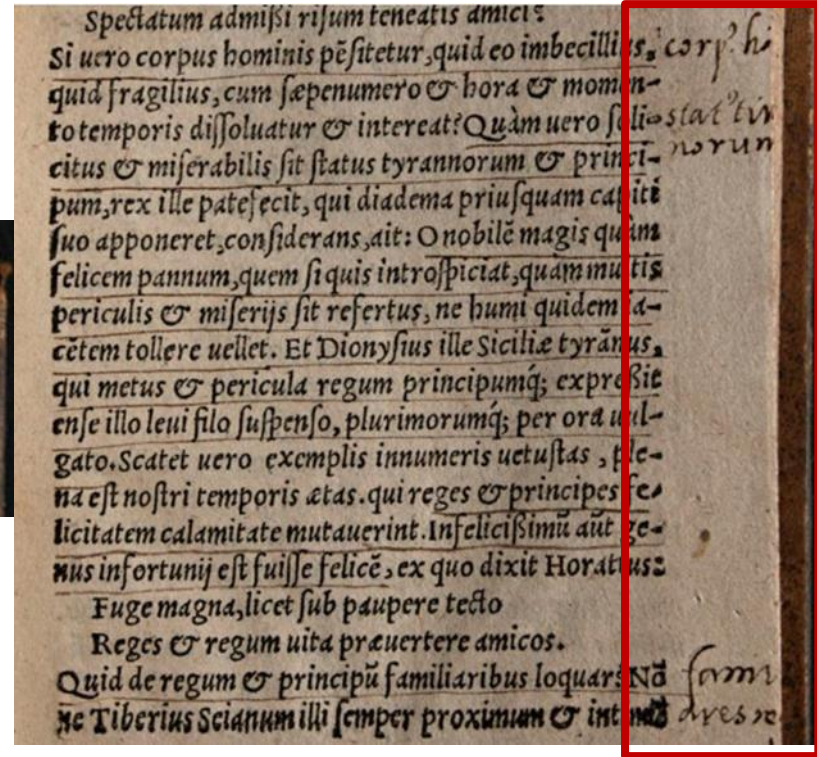 Spectatum admißi riſum teneatis amici?
Si uero corpus hominis pēſitetur, quid eo imbecillius,
quid fragilius, cum ſæpenumero & hora & momen-
to temporis diſſoluatur & intereat? Quàm uero ſoli-
citus & miſerabilis ſit ſtatus tyrannorum & princi-
pum, rex ille patefecit, qui diadema priuſquam capiti
ſuo apponeret, conſiderans, ait: O nobilē magis quàm
felicem pannum, quem ſi quis introſpiciat, quàm multis
periculis & miſerijs ſit refertus, ne humi quidem ia-
cētem tollere uellet. Et Dionyſius ille Siciliæ tyrānus,
qui metus & pericula regum principumq́; expreßit
enſe illo leui filo ſuſpenſo, plurimorumq́; per ora uul-
gato. Scatet uero exemplis innumeris uetuſtas, ple-
na eſt noſtri temporis ætas. qui reges & principes fe-
licitatem calamitate mutauerint. Infelicißimū aūt ge-
nus infortunij eſt fuiſſe felicē, ex quo dixit Horatius:
Fuge magna, licet ſub paupere tecto
Reges & regum uita præuertere amicos.
Quid de regum & principū familiaribus loquar? Nō
ne Tiberius Seianum illi ſemper proximum &
corp. hi
stat' tir
norum
fami
ares